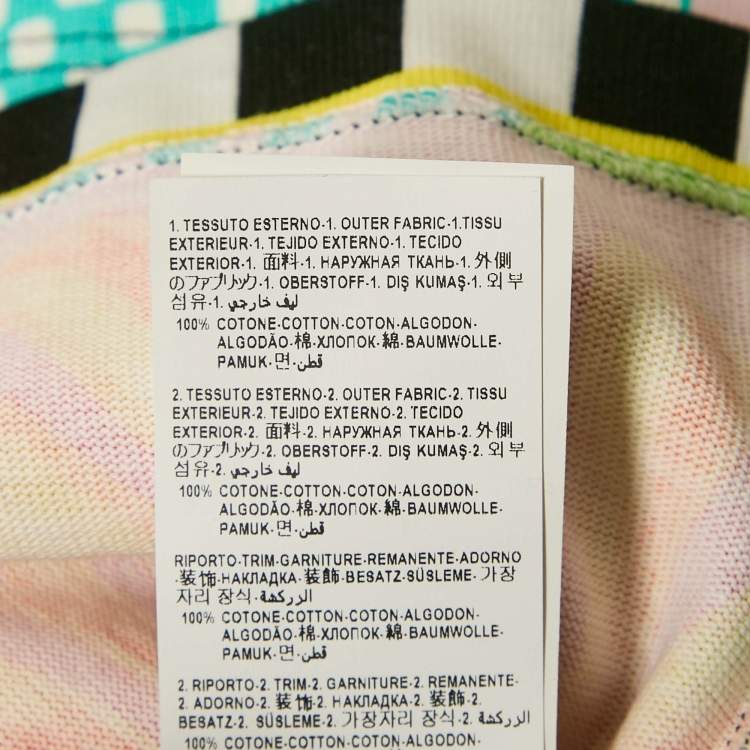 1. TESSUTO ESTERNO-1. OUTER FABRIC-1.TISSU
EXTERIEUR-1. TEJIDO EXTERNO-1. TECIDO
EXTERIOR-1. 面料-1. НАРУЖНАЯ ТКАНЬ-1. 外側
のファブリック-1. OBERSTOFF-1. DIŞ KUMAŞ-1. 외부
섬유-1. ليف خارجي
100% COTONE-COTTON-COTON-ALGODON-
ALGODÃO-棉-ХЛОПОК-綿-BAUMWOLLE-
PAMUK-면-قطن
2. TESSUTO ESTERNO-2. OUTER FABRIC-2. TISSU
EXTERIEUR-2. TEJIDO EXTERNO-2. TECIDO
EXTERIOR-2. 面料-2. НАРУЖНАЯ ТКАНЬ-2. 外側
のファブリック-2. OBERSTOFF-2. DIŞ KUMAŞ-2. 외부
섬유-2. ليف خارجي
100% COTONE-COTTON-COTON-ALGODON-
ALGODÃO-棉-ХЛОПОК-綿-BAUMWOLLE-
PAMUK-면-قطن
RIPORTO-TRIM-GARNITURE-REMANENTE-ADORNO
-装饰-НАКЛАДКА-装飾-BESATZ-SÜSLEME-가장
자리 장식-الزركشة
100% COTONE-COTTON-COTON-ALGODON-
ALGODÃO-棉-ХЛОПОК-綿-BAUMWOLLE-
PAMUK-면-قطن
2. RIPORTO-2. TRIM-2. GARNITURE-2. REMANENTE-
2. ADORNO-2. 装饰-2. НАКЛАДКА-2. 装飾-2.
BESATZ-2. SÜSLEME-2. 가장자리 장식-2. الزركشة
100% COTONE-COTTON-COTON-ALGODON-